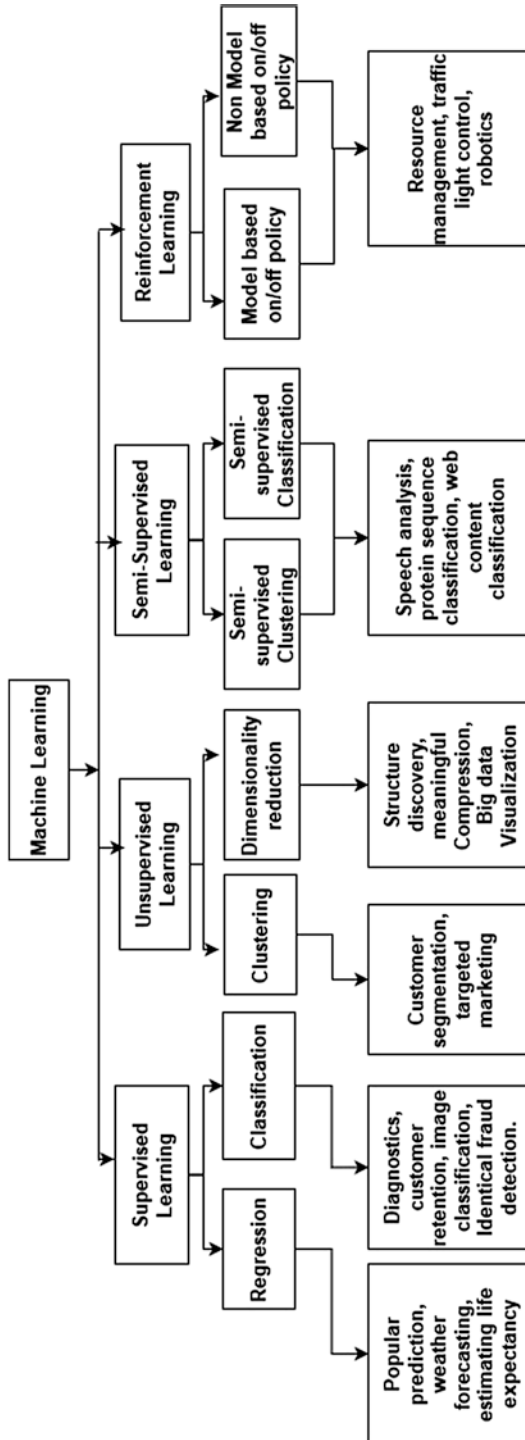 Machine Learning
Supervised
Learning
Unsupervised
Learning
Semi-Supervised
Learning
Reinforcement
Learning
Regression
Classification
Clustering
Dimensionality
reduction
Semi-
supervised
Clustering
Semi-
supervised
Classification
Model based
on/off policy
Non Model
based on/off
policy
Popular
prediction,
weather
forecasting,
estimating life
expectancy
Diagnostics,
customer
retention, image
classification,
Identical fraud
detection.
Customer
segmentation,
targeted
marketing
Structure
discovery,
meaningful
Compression,
Big data
Visualization
Speech analysis,
protein sequence
classification, web
content
classification
Resource
management, traffic
light control,
robotics